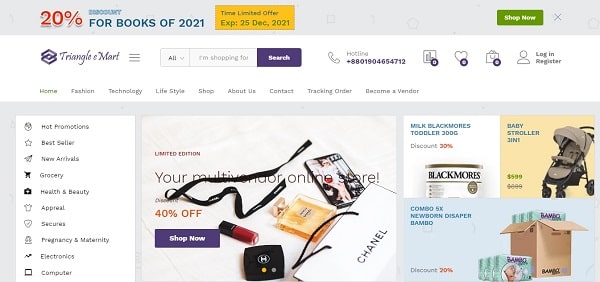 20% DISCOUNT
FOR BOOKS OF 2021
Time Limited Offer
Exp: 25 Dec, 2021
Shop Now
Triangle eMart
All
I'm shopping for
Search
Hotline
+8801904654712
0
0
0
Log in
Register
Home Fashion Technology Life Style Shop About Us Contact Tracking Order Become a Vendor
Hot Promotions
Best Seller
New Arrivals
Grocery
Health & Beauty
Appreal
Secures
Pregnancy & Maternity
Electronics
Computer
LIMITED EDITION
Your multivendor online store!
Discount
40% OFF
Shop Now
CHANEL
MILK BLACKMORES
TODDLER 300G
Discount 30%
BLACKMORES
BABY
STROLLER
3IN1
$599
COMBO 5X
NEWBORN DISAPER
BAMBO
Discount 20%
BAMBO